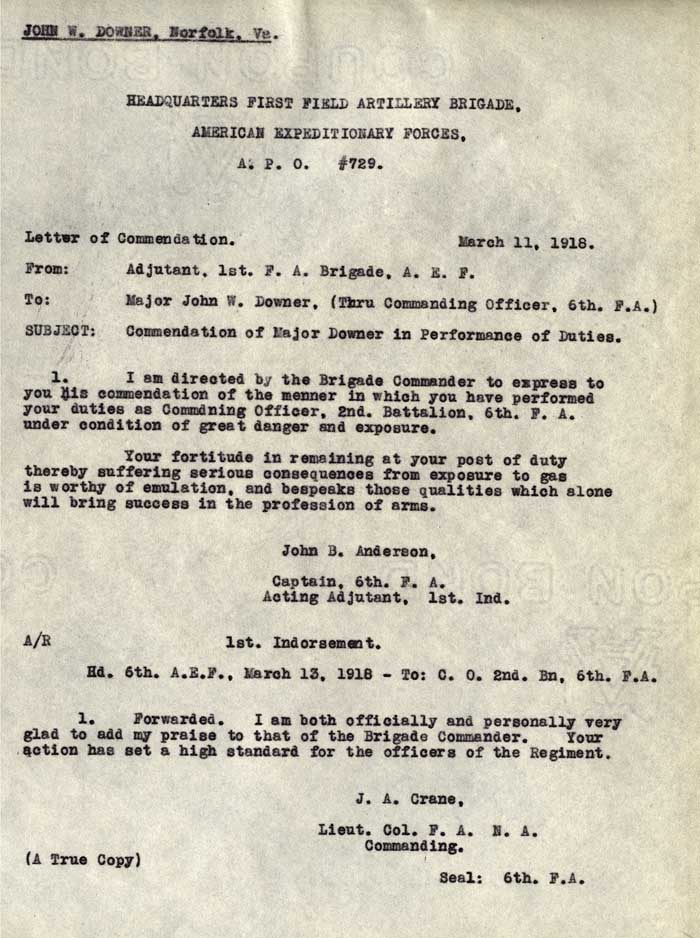 JOHN W. DOWNER, Norfolk, Va.
HEADQUARTERS FIRST FIELD ARTILLERY BRIGADE,
AMERICAN EXPEDITIONARY FORCES,
A. P. O. #729.
Letter of Commendation. March 11, 1918.
From: Adjutant, 1st. F. A. Brigade, A. E. F.
To: Major John W. Downer, (Thru Commanding Officer, 6th. F.A.)
SUBJECT: Commendation of Major Downer in Performance of Duties.
1. I am directed by the Brigade Commander to express to
you his commendation of the menner in which you have performed
your duties as Commdning Officer, 2nd. Battalion, 6th. F. A.
under condition of great danger and exposure.
Your fortitude in remaining at your post of duty
thereby suffering serious consequences from exposure to gas
is worthy of emulation, and bespeaks those qualities which alone
will bring success in the profession of arms.
John B. Anderson,
Captain, 6th. F. A.
Acting Adjutant, 1st. Ind.
A/R 1st. Indorsement.
Hd. 6th. A.E.F., March 13, 1918 - To: C. O. 2nd. Bn, 6th. F.A.
1. Forwarded. I am both officially and personally very
glad to add my praise to that of the Brigade Commander. Your
action has set a high standard for the officers of the Regiment.
J. A. Crane,
Lieut. Col. F. A. N. A.
Commanding.
(A True Copy)
Seal: 6th. F.A.